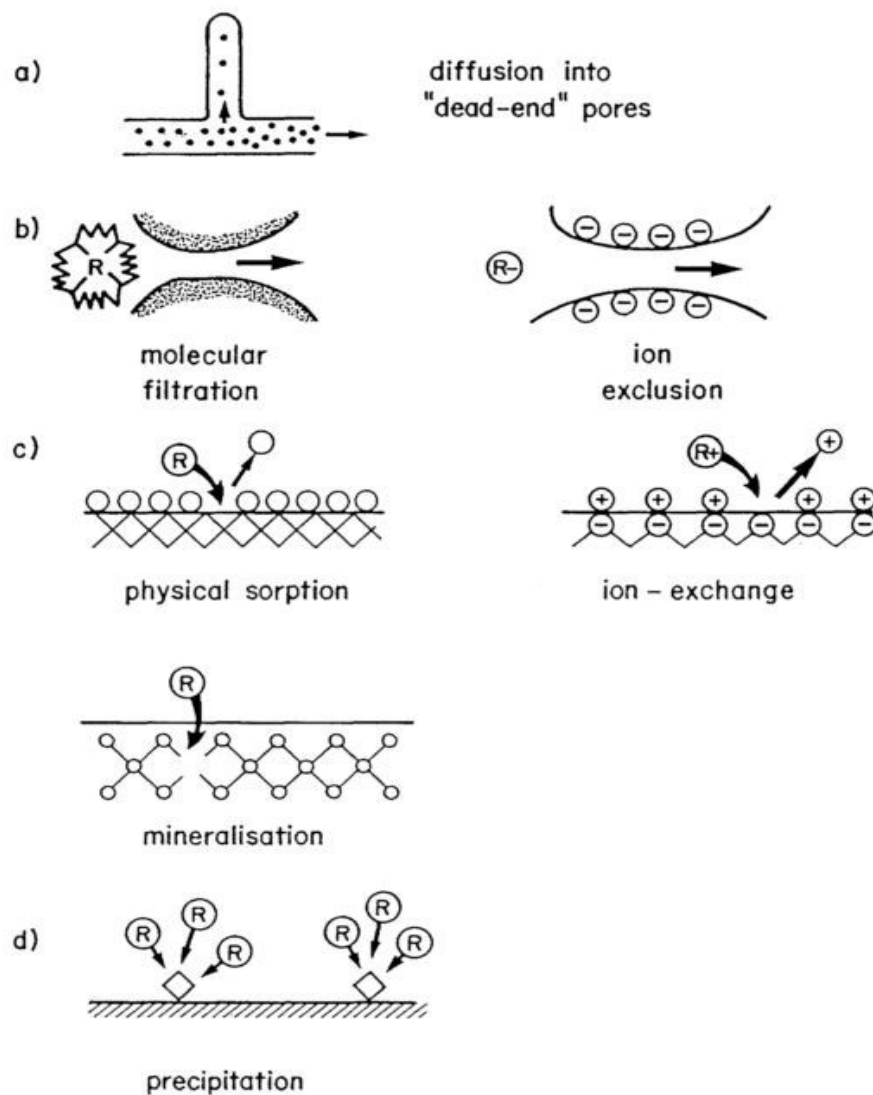 a)
diffusion into
"dead-end" pores
b)
R
R-
− − − −
− − − −
molecular
filtration
ion
exclusion
c)
R
R+
+
+ + + + +
− − − − − −
physical sorption
ion - exchange
R
mineralisation
d)
R R R
R R R
precipitation